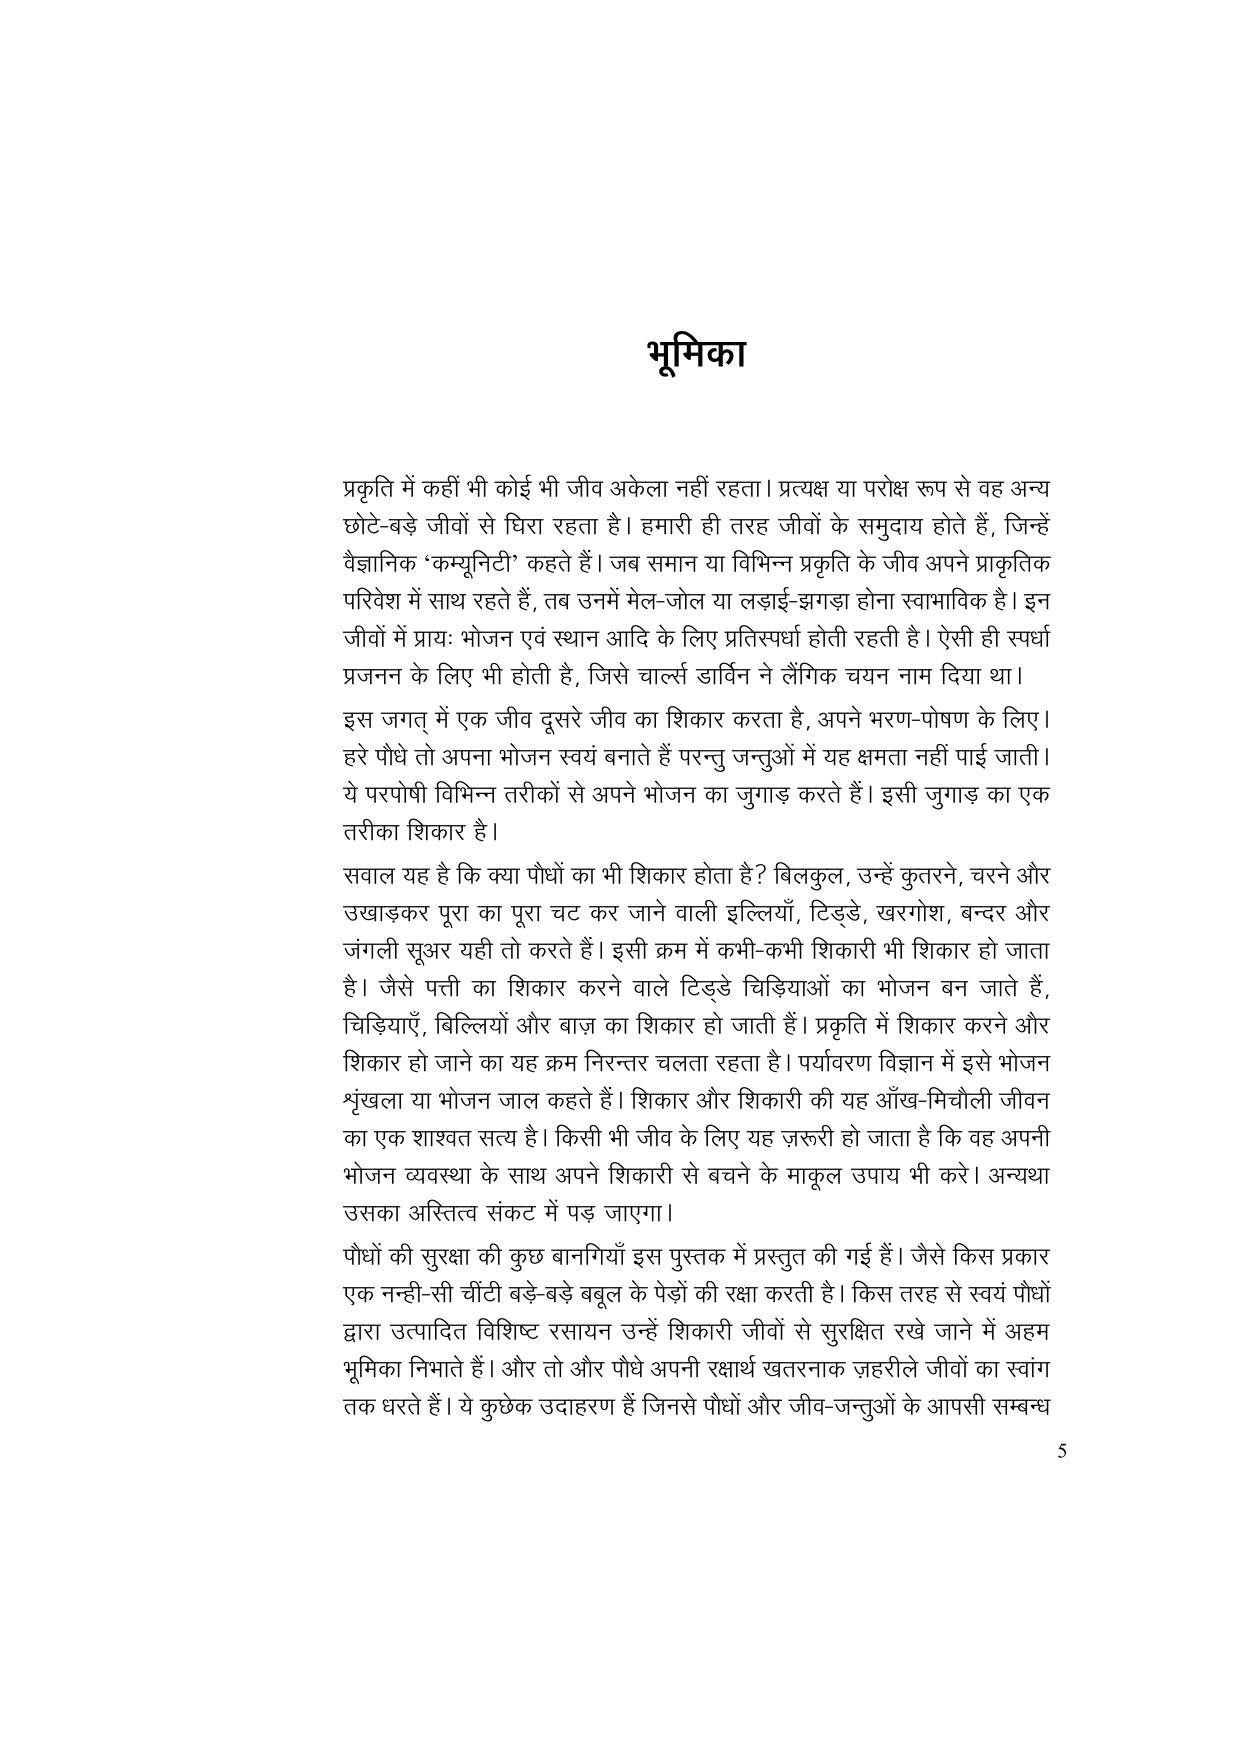 भूमिका
प्रकृति में कहीं भी कोई भी जीव अकेला नहीं रहता। प्रत्यक्ष या परोक्ष रूप से वह अन्य
छोटे-बड़े जीवों से घिरा रहता है। हमारी ही तरह जीवों के समुदाय होते हैं, जिन्हें
वैज्ञानिक ‘कम्यूनिटी’ कहते हैं। जब समान या विभिन्न प्रकृति के जीव अपने प्राकृतिक
परिवेश में साथ रहते हैं, तब उनमें मेल-जोल या लड़ाई-झगड़ा होना स्वाभाविक है। इन
जीवों में प्रायः भोजन एवं स्थान आदि के लिए प्रतिस्पर्धा होती रहती है। ऐसी ही स्पर्धा
प्रजनन के लिए भी होती है, जिसे चार्ल्स डार्विन ने लैंगिक चयन नाम दिया था।
इस जगत् में एक जीव दूसरे जीव का शिकार करता है, अपने भरण-पोषण के लिए।
हरे पौधे तो अपना भोजन स्वयं बनाते हैं परन्तु जन्तुओं में यह क्षमता नहीं पाई जाती।
ये परपोषी विभिन्न तरीकों से अपने भोजन का जुगाड़ करते हैं। इसी जुगाड़ का एक
तरीका शिकार है।
सवाल यह है कि क्या पौधों का भी शिकार होता है? बिलकुल, उन्हें कुतरने, चरने और
उखाड़कर पूरा का पूरा चट कर जाने वाली इल्लियाँ, टिड्डे, खरगोश, बन्दर और
जंगली सूअर यही तो करते हैं। इसी क्रम में कभी-कभी शिकारी भी शिकार हो जाता
है। जैसे पत्ती का शिकार करने वाले टिड्डे चिड़ियाओं का भोजन बन जाते हैं,
चिड़ियाएँ, बिल्लियों और बाज़ का शिकार हो जाती हैं। प्रकृति में शिकार करने और
शिकार हो जाने का यह क्रम निरन्तर चलता रहता है। पर्यावरण विज्ञान में इसे भोजन
शृंखला या भोजन जाल कहते हैं। शिकार और शिकारी की यह आँख-मिचौली जीवन
का एक शाश्वत सत्य है। किसी भी जीव के लिए यह ज़रूरी हो जाता है कि वह अपनी
भोजन व्यवस्था के साथ अपने शिकारी से बचने के माकूल उपाय भी करे। अन्यथा
उसका अस्तित्व संकट में पड़ जाएगा।
पौधों की सुरक्षा की कुछ बानगियाँ इस पुस्तक में प्रस्तुत की गई हैं। जैसे किस प्रकार
एक नन्ही-सी चींटी बड़े-बड़े बबूल के पेड़ों की रक्षा करती है। किस तरह से स्वयं पौधों
द्वारा उत्पादित विशिष्ट रसायन उन्हें शिकारी जीवों से सुरक्षित रखे जाने में अहम
भूमिका निभाते हैं। और तो और पौधे अपनी रक्षार्थ खतरनाक ज़हरीले जीवों का स्वांग
तक धरते हैं। ये कुछेक उदाहरण हैं जिनसे पौधों और जीव-जन्तुओं के आपसी सम्बन्ध
5